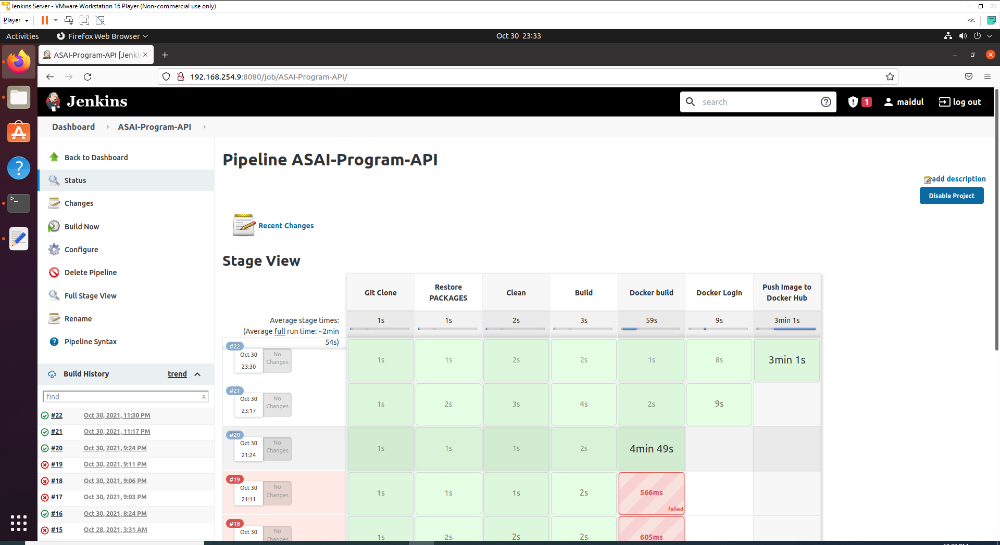 Jenkins Server - VMware Workstation 16 Player (Non-commercial use only)
Player
Activities
Firefox Web Browser
Oct 30 23:33
ASAI-Program-API [Jenki
192.168.254.9:8080/job/ASAI-Program-API/
Jenkins
search
1
maidul
log out
Dashboard
ASAI-Program-API
Back to Dashboard
Status
Changes
Build Now
Configure
Delete Pipeline
Full Stage View
Rename
Pipeline Syntax
Build History
trend
find
x
#22 Oct 30, 2021, 11:30 PM
#21 Oct 30, 2021, 11:17 PM
#20 Oct 30, 2021, 9:24 PM
#19 Oct 30, 2021, 9:11 PM
#18 Oct 30, 2021, 9:06 PM
#17 Oct 30, 2021, 9:03 PM
#16 Oct 30, 2021, 8:24 PM
#15 Oct 28, 2021, 3:31 AM
Pipeline ASAI-Program-API
add description
Disable Project
Recent Changes
Stage View
Git Clone
Restore PACKAGES
Clean
Build
Docker build
Docker Login
Push Image to Docker Hub
Average stage times:
(Average full run time: ~2min 54s)
1s 1s 2s 3s 59s 9s 3min 1s
#22
Oct 30
23:30
No Changes
1s 1s 2s 2s 1s 8s 3min 1s
#21
Oct 30
23:17
No Changes
1s 2s 3s 4s 2s 9s
#20
Oct 30
21:24
No Changes
1s 1s 1s 2s 4min 49s
#19
Oct 30
21:11
No Changes
1s 1s 1s 2s 566ms
failed
#18
Oct 30
No Changes
1s 2s 2s 2s 605ms